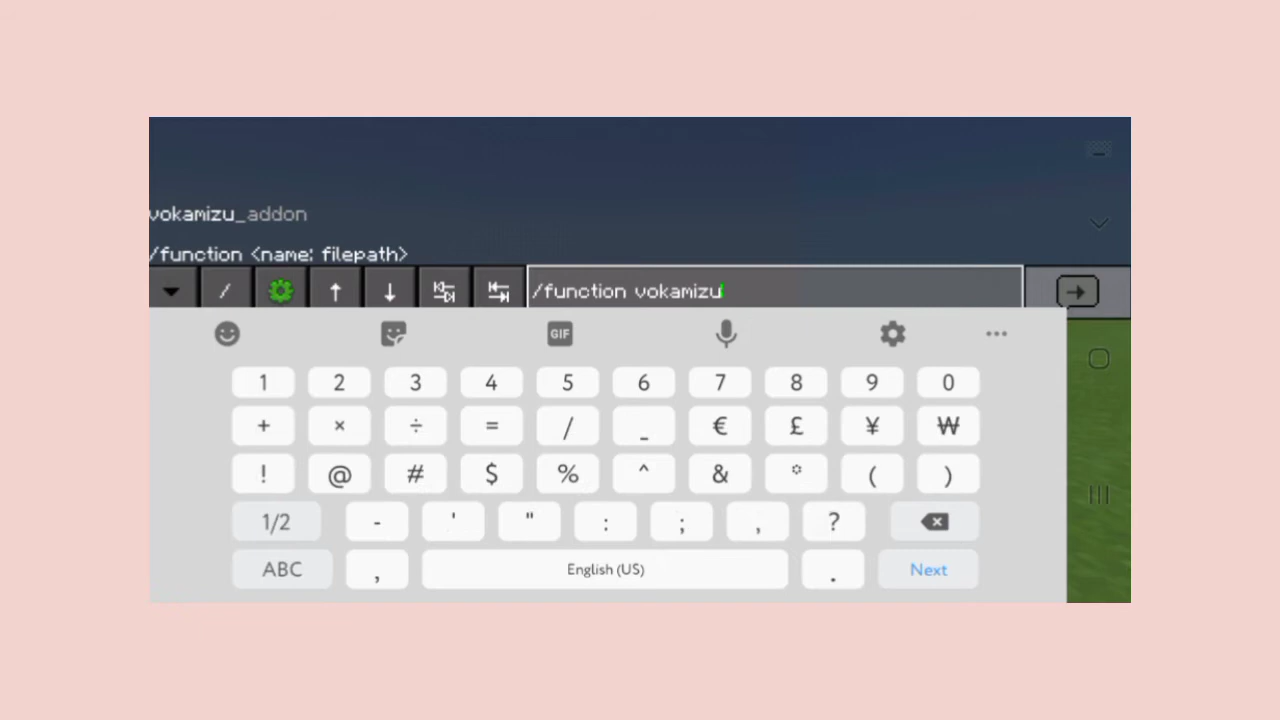 vokamizu_addon
/function <name: filepath>
/ ↑ ↓ /function vokamizu
GIF
1 2 3 4 5 6 7 8 9 0
+ × ÷ = / _ € £ ¥ ₩
! @ # $ % ^ & * ( )
1/2 - ' " : ; , ?
ABC , English (US) . Next